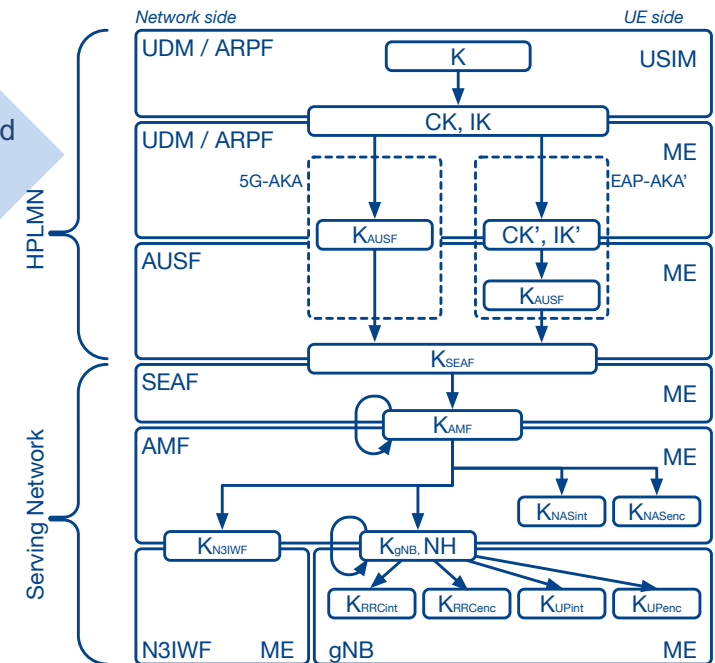 Network side UE side
UDM / ARPF K USIM
CK, IK
d
UDM / ARPF ME
5G-AKA EAP-AKA’
KAUSF CK’, IK’
HPLMN
AUSF ME
KAUSF
KSEAF
SEAF ME
KAMF
AMF ME
Serving Network
KNASint KNASenc
KN3IWF KgNB, NH
KRRCint KRRCenc KUPint KUPenc
N3IWF ME gNB ME